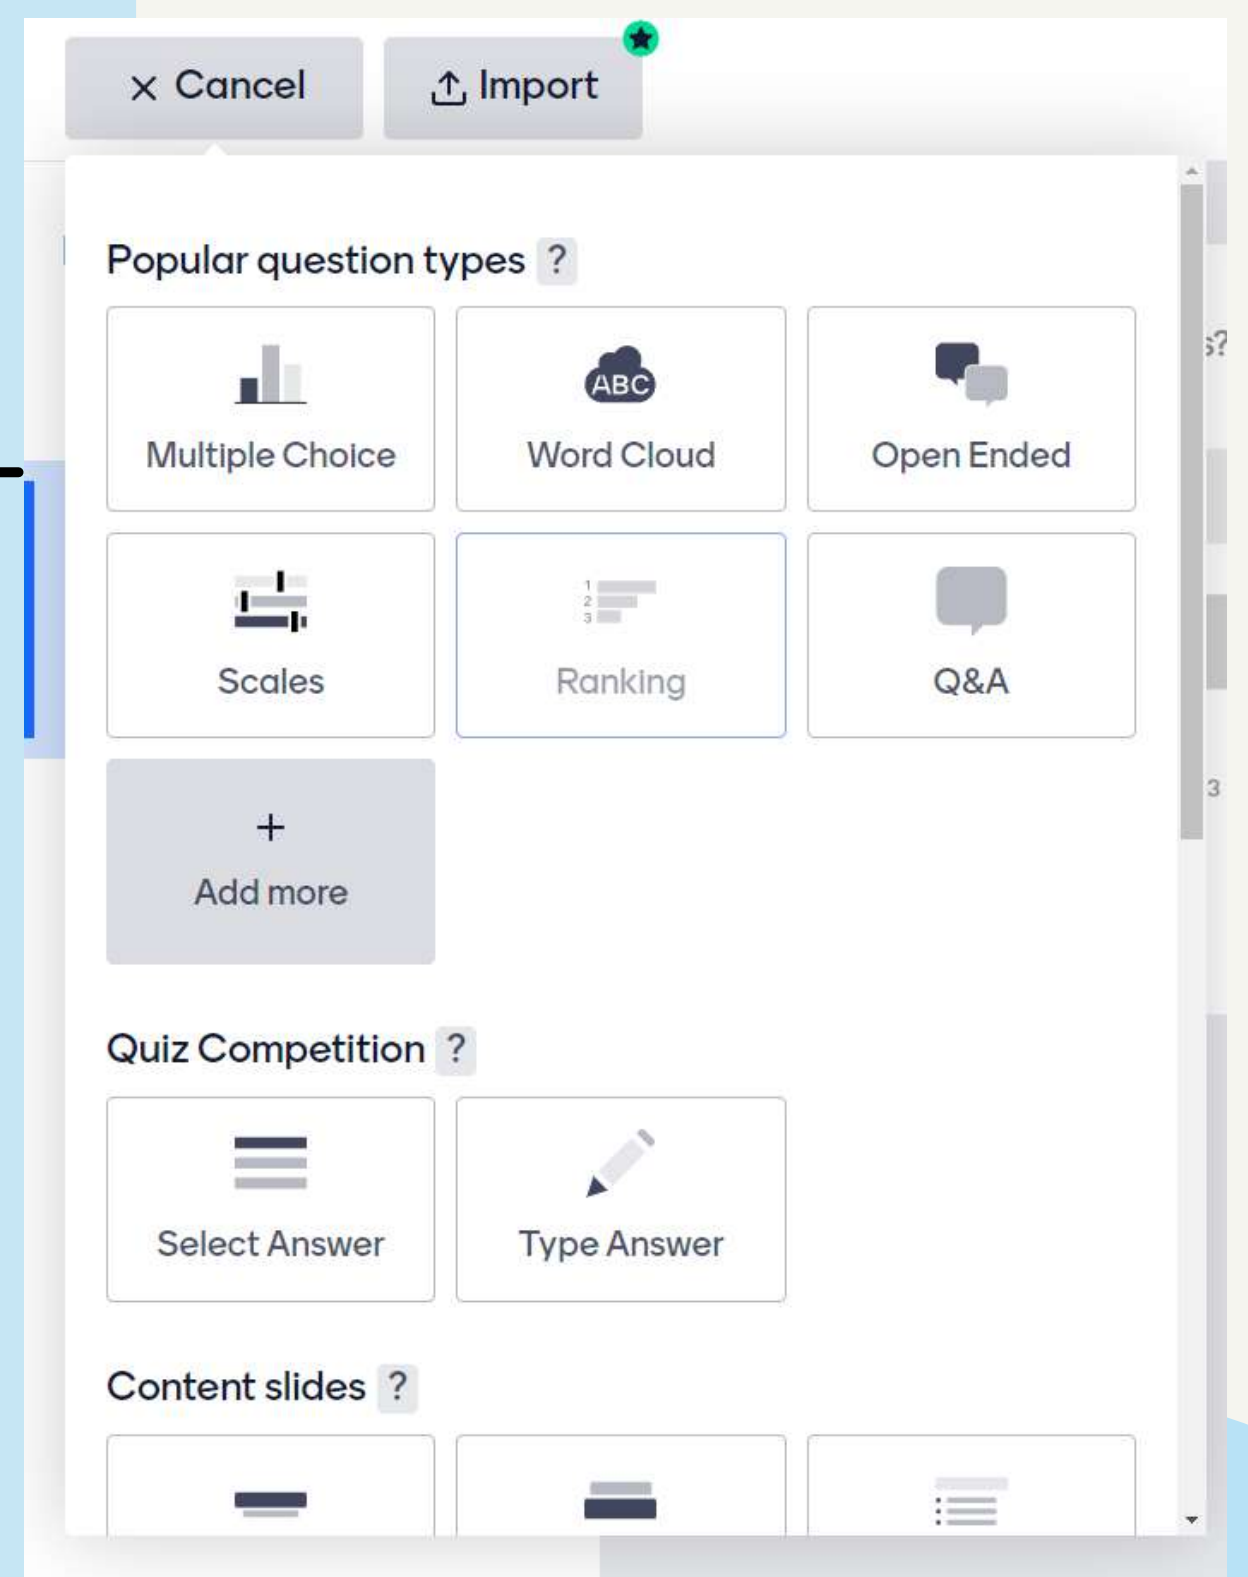 Cancel
Import
Popular question types ?
Multiple Choice
ABC
Word Cloud
Open Ended
Scales
1
2
3
Ranking
Q&A
Add more
Quiz Competition ?
Select Answer
Type Answer
Content slides ?
s?
3